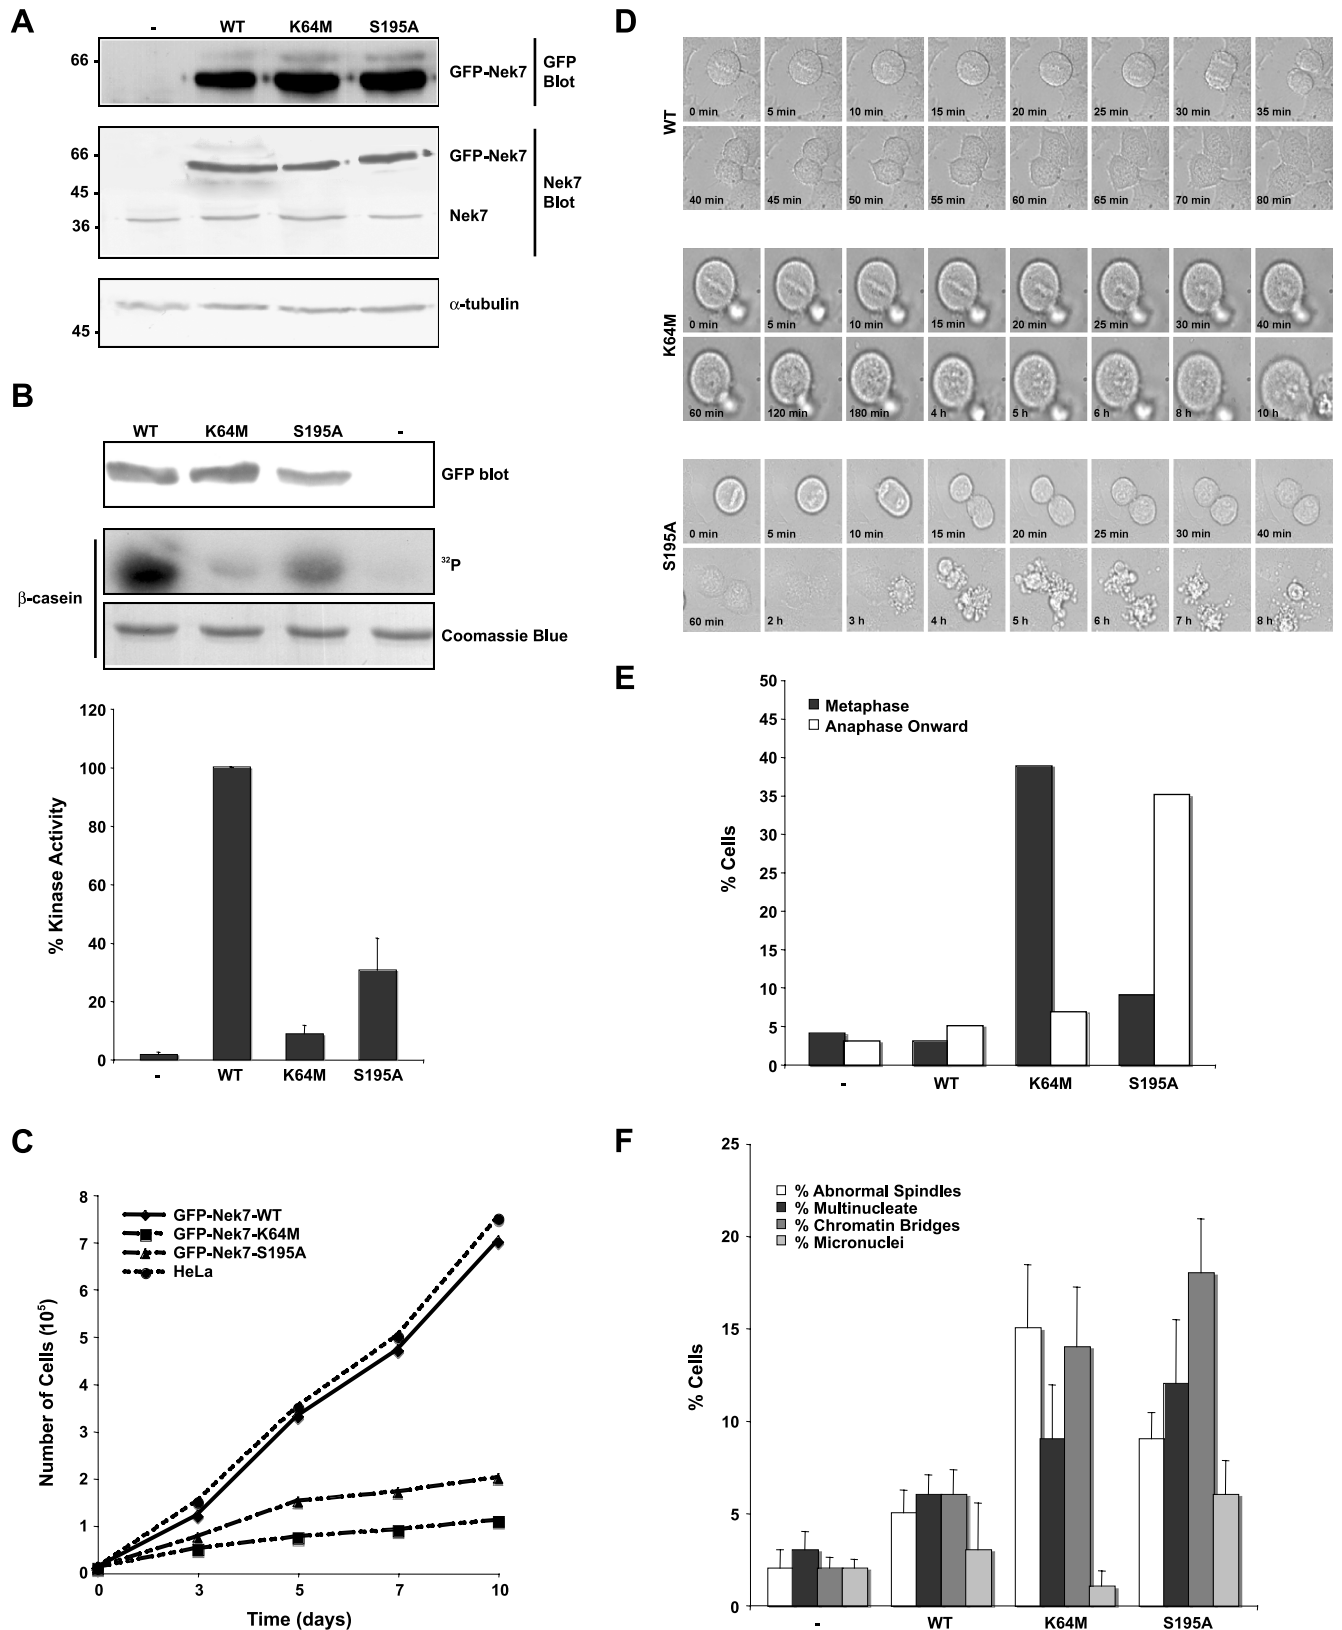 A
- WT K64M S195A
66
GFP-Nek7
GFP Blot
66
45
36
GFP-Nek7
Nek7
Nek7 Blot
α-tubulin
45
B
WT K64M S195A -
GFP blot
32P
β-casein
Coomassie Blue
% Kinase Activity
120
100
80
60
40
20
0
- WT K64M S195A
C
Number of Cells (10^5)
8
7
6
5
4
3
2
1
0
GFP-Nek7-WT
GFP-Nek7-K64M
GFP-Nek7-S195A
HeLa
0 3 5 7 10
Time (days)
D
WT
0 min 5 min 10 min 15 min 20 min 25 min 30 min 35 min
40 min 45 min 50 min 55 min 60 min 65 min 70 min 80 min
K64M
0 min 5 min 10 min 15 min 20 min 25 min 30 min 40 min
60 min 120 min 180 min 4 h 5 h 6 h 8 h 10 h
S195A
0 min 5 min 10 min 15 min 20 min 25 min 30 min 40 min
60 min 2 h 3 h 4 h 5 h 6 h 7 h 8 h
E
% Cells
50
45
40
35
30
25
20
15
10
5
0
Metaphase
Anaphase Onward
- WT K64M S195A
F
% Cells
25
20
15
10
5
0
% Abnormal Spindles
% Multinucleate
% Chromatin Bridges
% Micronuclei
- WT K64M S195A